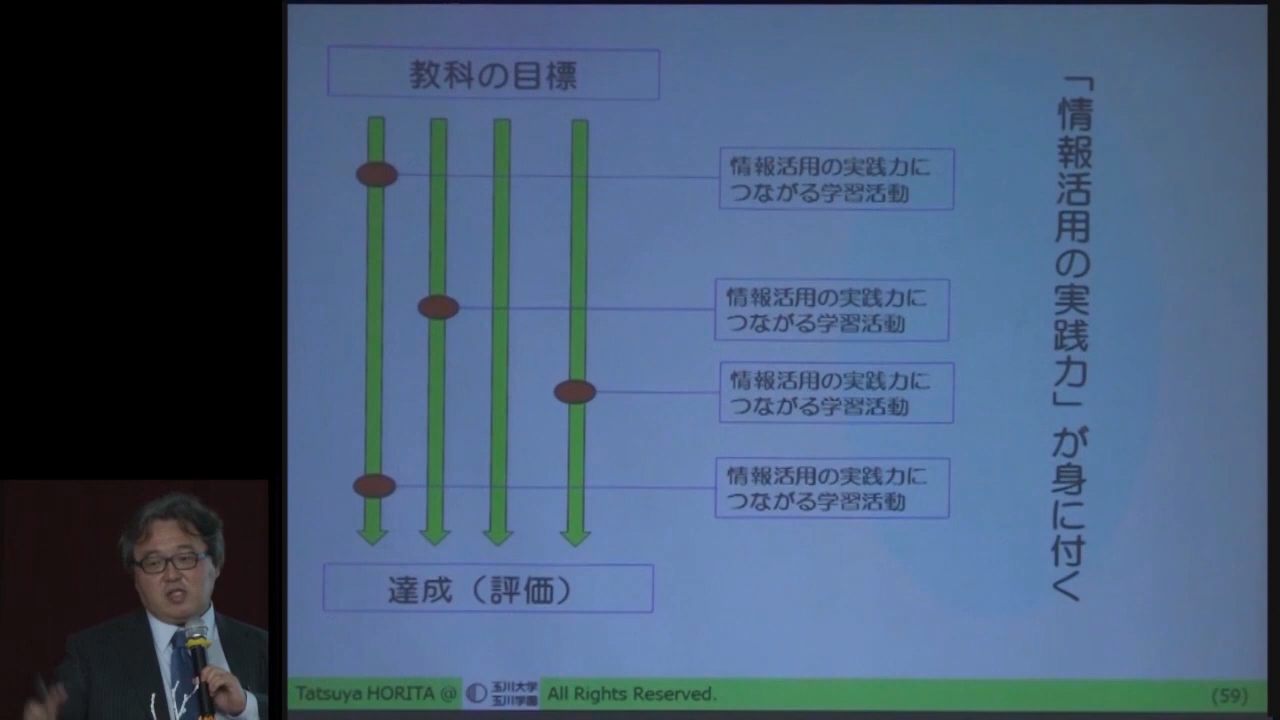 教科の目標
情報活用の実践力に
つながる学習活動
情報活用の実践力に
つながる学習活動
情報活用の実践力に
つながる学習活動
情報活用の実践力に
つながる学習活動
「情報活用の実践力」が身に付く
達成（評価）
Tatsuya HORITA @ 玉川大学
玉川学園 All Rights Reserved.
(59)